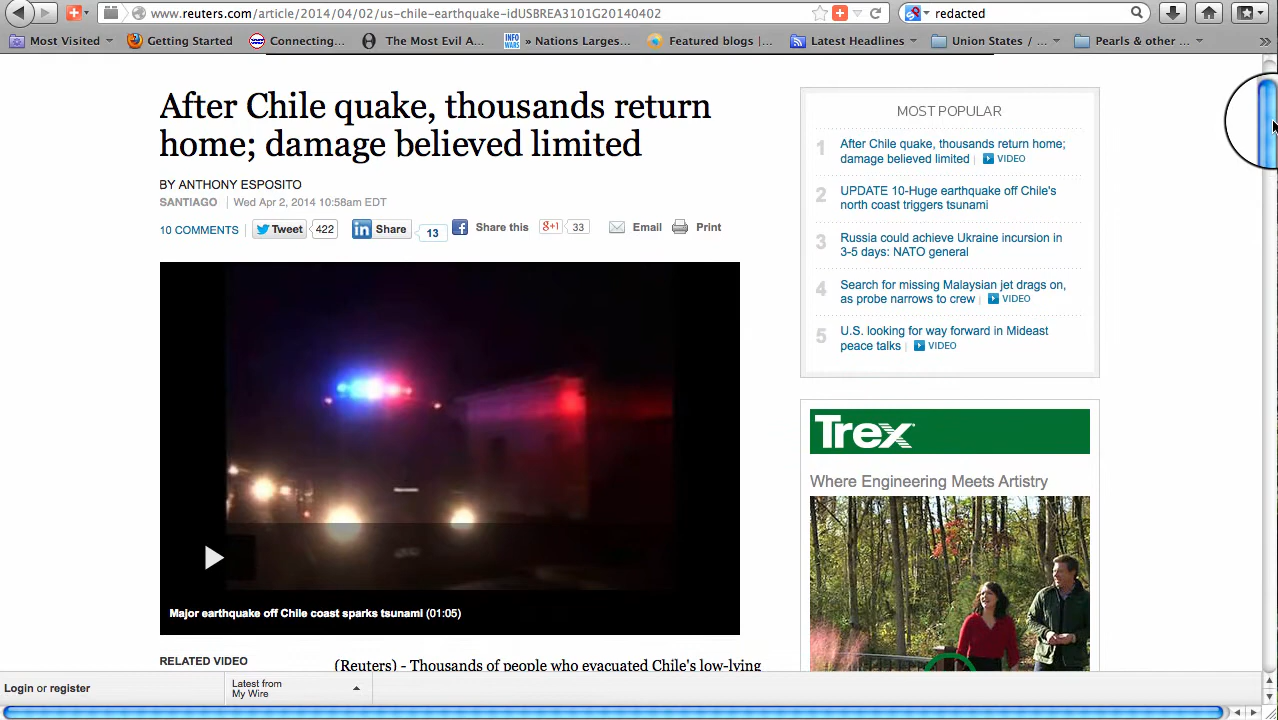 www.reuters.com/article/2014/04/02/us-chile-earthquake-idUSBREA3101G20140402
redacted
Most Visited
Getting Started
Connecting...
The Most Evil A...
INFO WARS
» Nations Larges...
Featured blogs |...
Latest Headlines
Union States / ...
Pearls & other ...
After Chile quake, thousands return
home; damage believed limited
BY ANTHONY ESPOSITO
SANTIAGO | Wed Apr 2, 2014 10:58am EDT
10 COMMENTS
Tweet 422
in Share 13
f Share this
g+1 33
Email
Print
Major earthquake off Chile coast sparks tsunami (01:05)
RELATED VIDEO
(Reuters) - Thousands of people who evacuated Chile's low-lying
MOST POPULAR
1 After Chile quake, thousands return home;
damage believed limited | VIDEO
2 UPDATE 10-Huge earthquake off Chile's
north coast triggers tsunami
3 Russia could achieve Ukraine incursion in
3-5 days: NATO general
4 Search for missing Malaysian jet drags on,
as probe narrows to crew | VIDEO
5 U.S. looking for way forward in Mideast
peace talks | VIDEO
Trex
Where Engineering Meets Artistry
Login or register
Latest from
My Wire